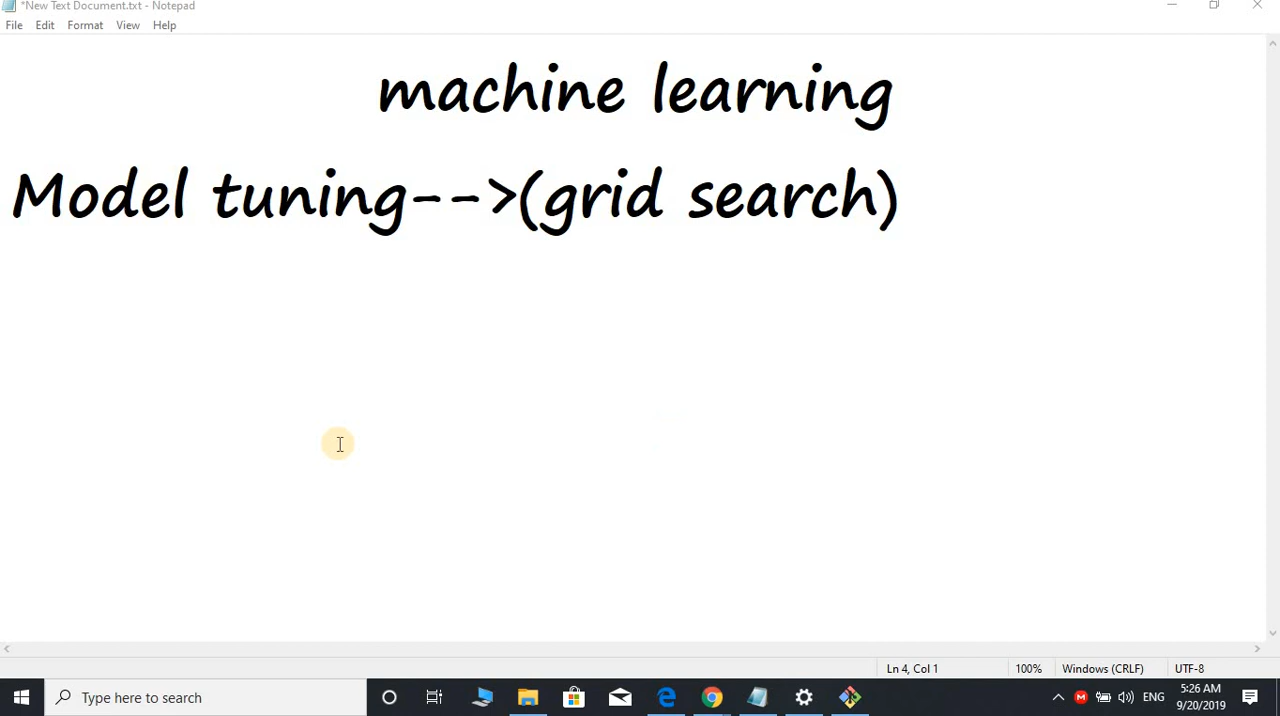 *New Text Document.txt - Notepad
File Edit Format View Help
machine learning
Model tuning-->(grid search)
Ln 4, Col 1 100% Windows (CRLF) UTF-8
Type here to search ENG 5:26 AM
9/20/2019